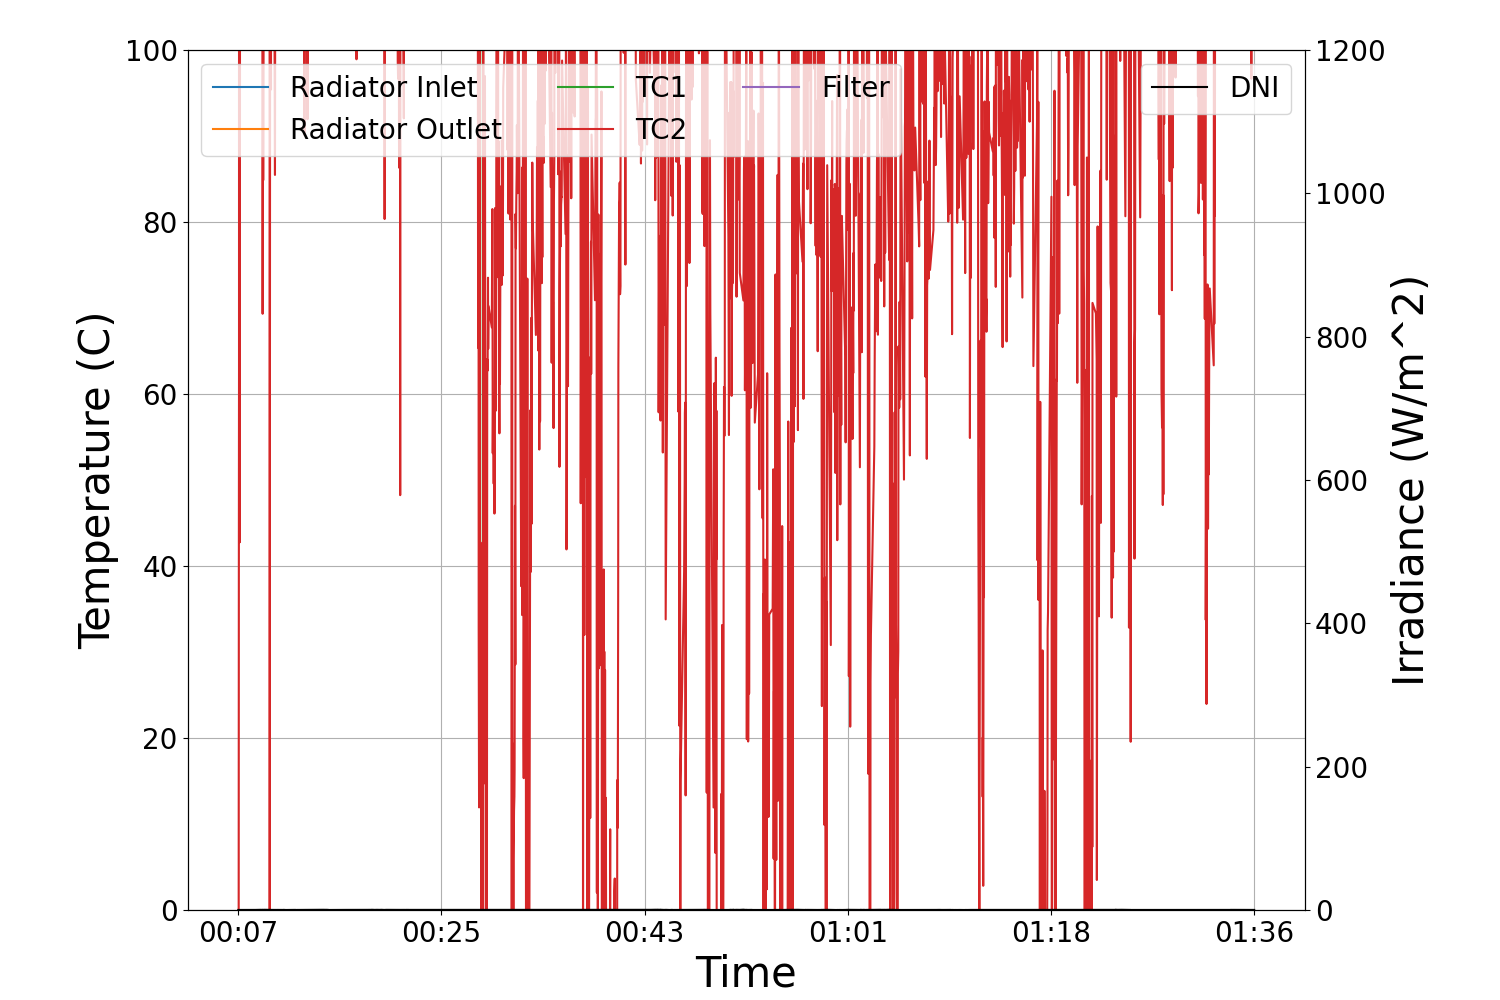 Radiator Inlet
Radiator Outlet
TC1
TC2
Filter
DNI
Temperature (C)
100
80
60
40
20
0
1200
1000
800
600
400
200
0
Irradiance (W/m^2)
00:07 00:25 00:43 01:01 01:18 01:36
Time